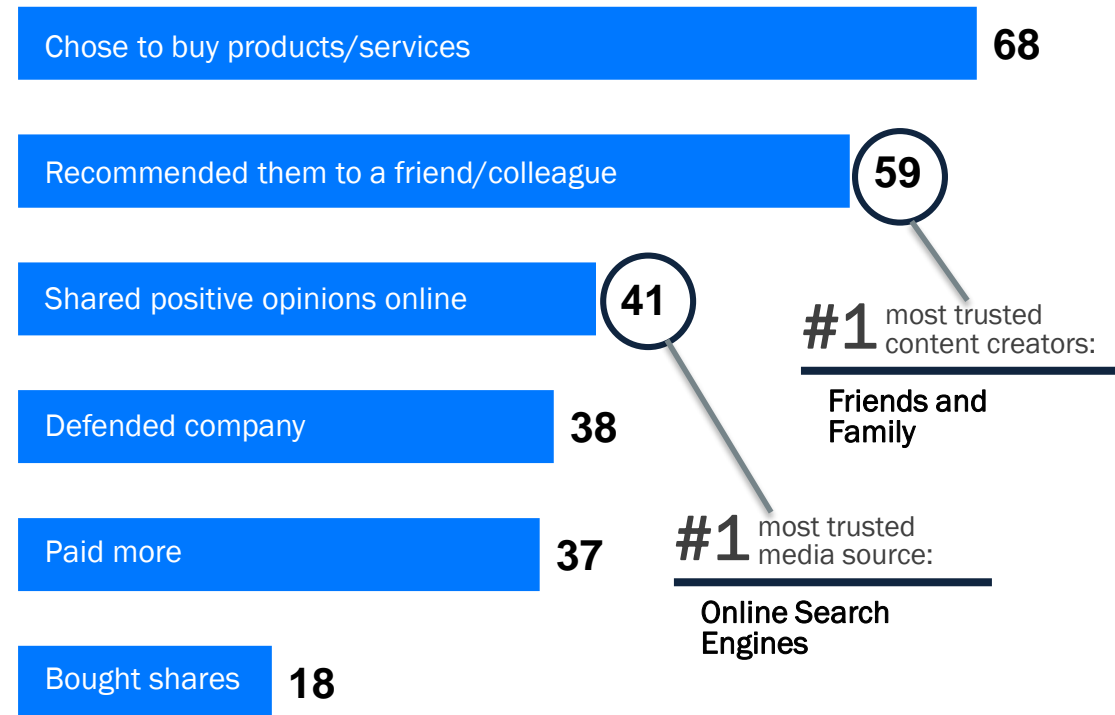 Chose to buy products/services
68
Recommended them to a friend/colleague
59
Shared positive opinions online
41
#1 most trusted
content creators:
Friends and
Family
Defended company
38
#1 most trusted
media source:
Online Search
Engines
Paid more
37
Bought shares
18